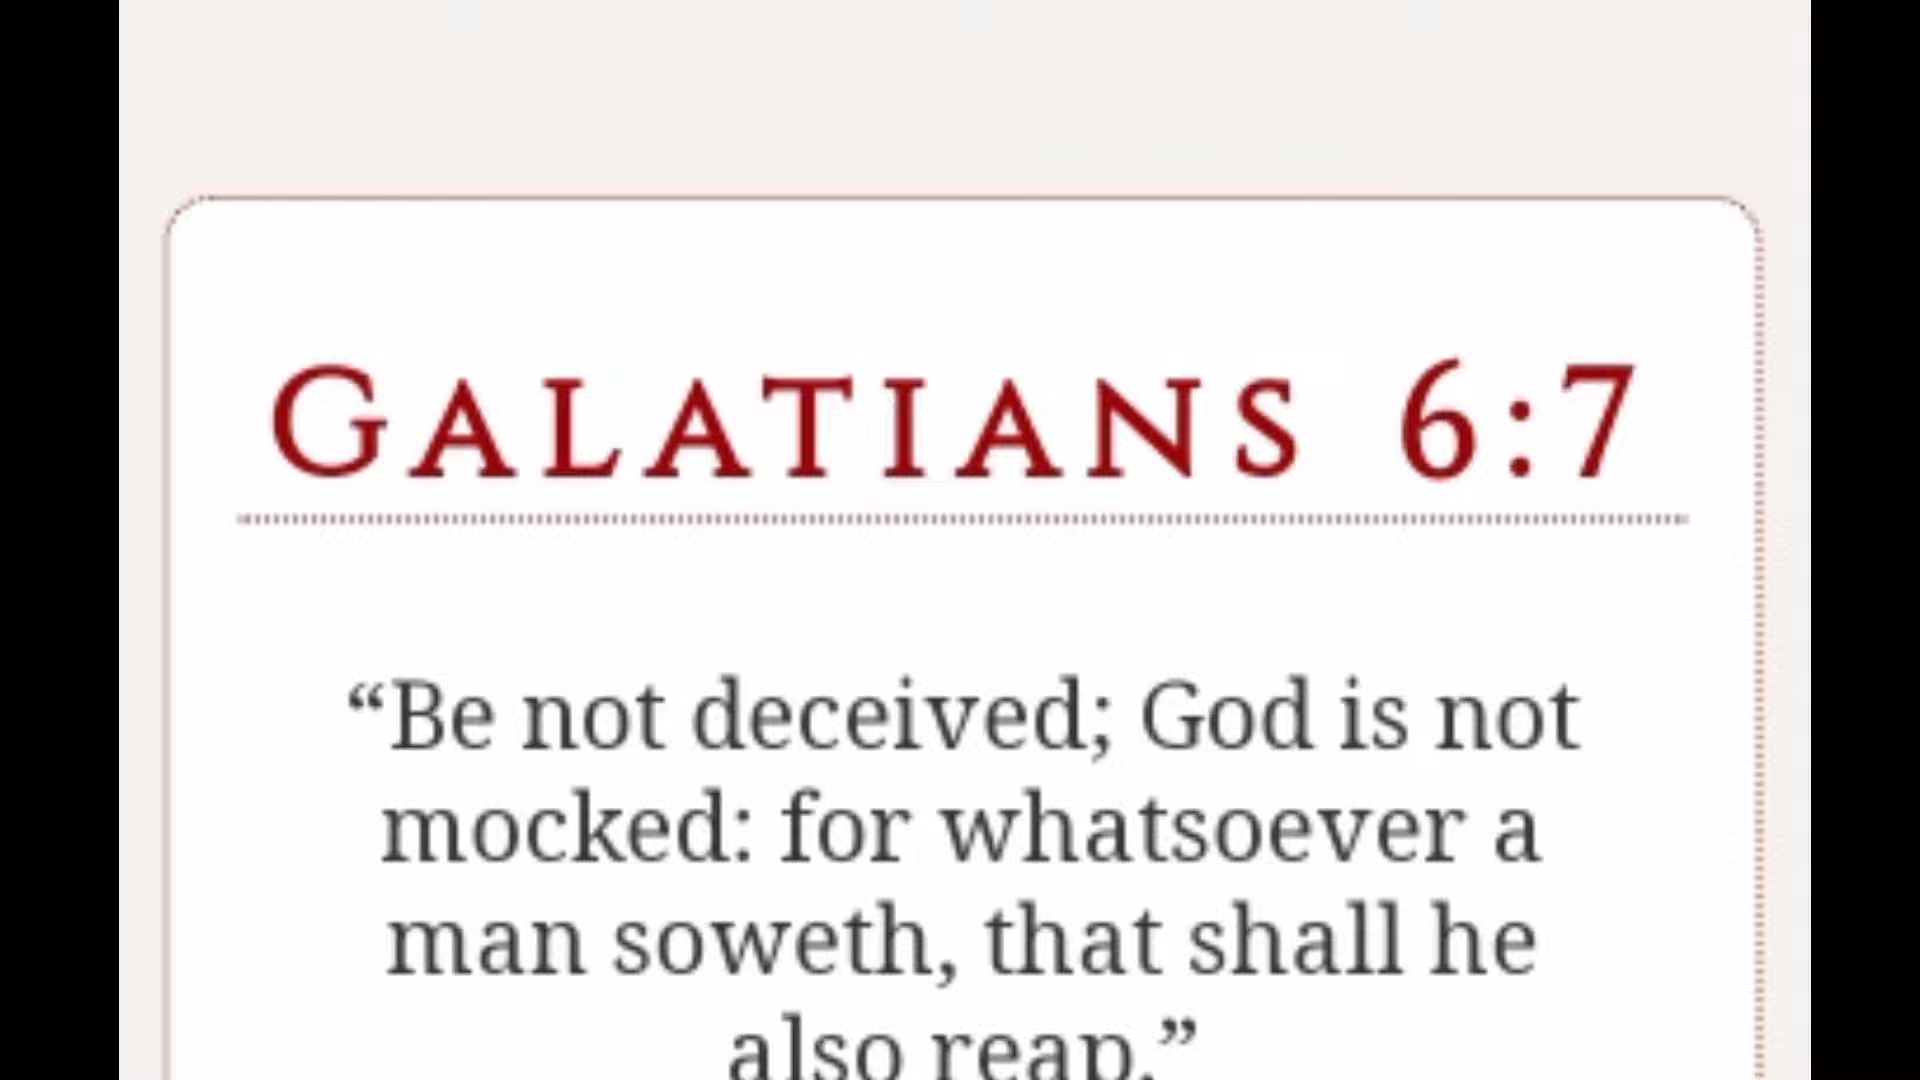 GALATIANS 6:7
“Be not deceived; God is not
mocked: for whatsoever a
man soweth, that shall he
also reap.”